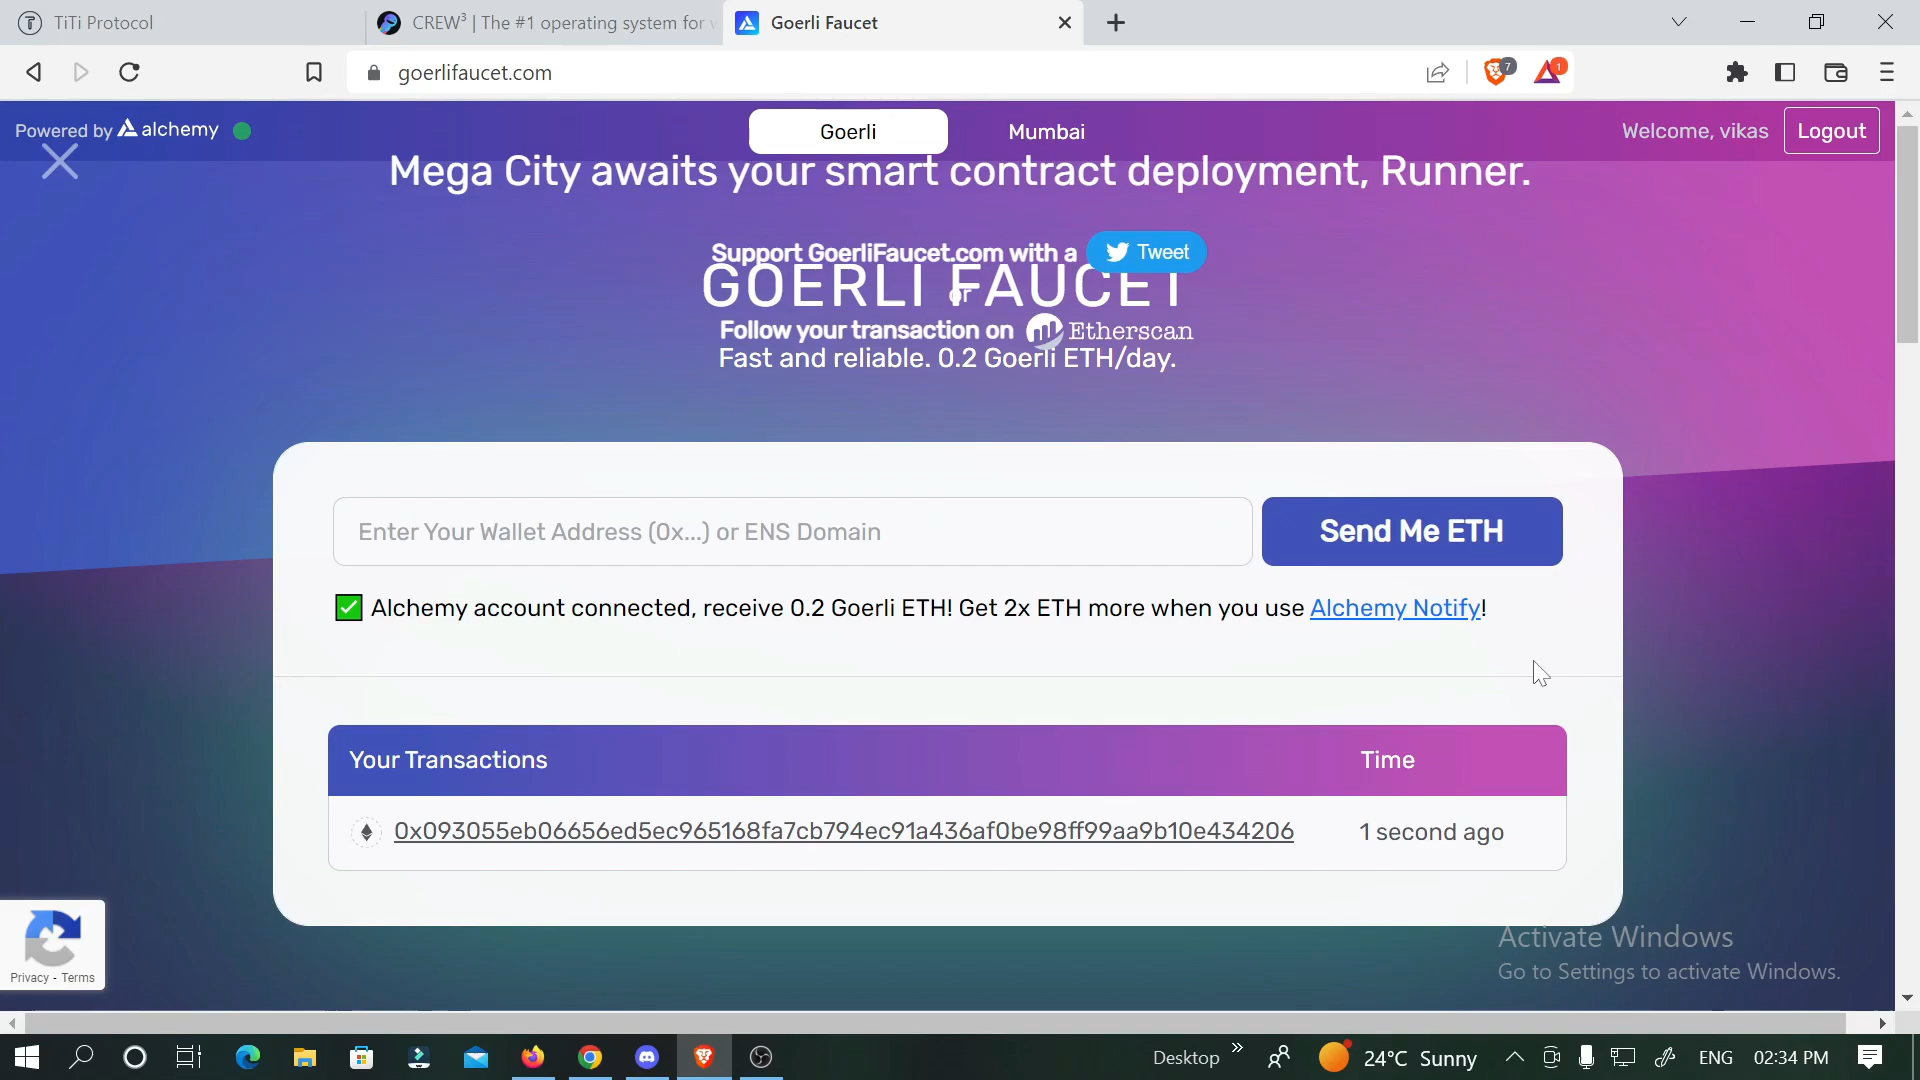 TiTi Protocol
CREW³ | The #1 operating system for
Goerli Faucet
goerlifaucet.com
7
1
Powered by alchemy
Goerli
Mumbai
Welcome, vikas
Logout
Mega City awaits your smart contract deployment, Runner.
Support GoerliFaucet.com with a
Tweet
GOERLI FAUCET
or
Follow your transaction on Etherscan
Fast and reliable. 0.2 Goerli ETH/day.
Enter Your Wallet Address (0x...) or ENS Domain
Send Me ETH
Alchemy account connected, receive 0.2 Goerli ETH! Get 2x ETH more when you use Alchemy Notify!
Your Transactions
Time
0x093055eb06656ed5ec965168fa7cb794ec91a436af0be98ff99aa9b10e434206
1 second ago
Privacy - Terms
Activate Windows
Go to Settings to activate Windows.
Desktop
24°C Sunny
ENG
02:34 PM